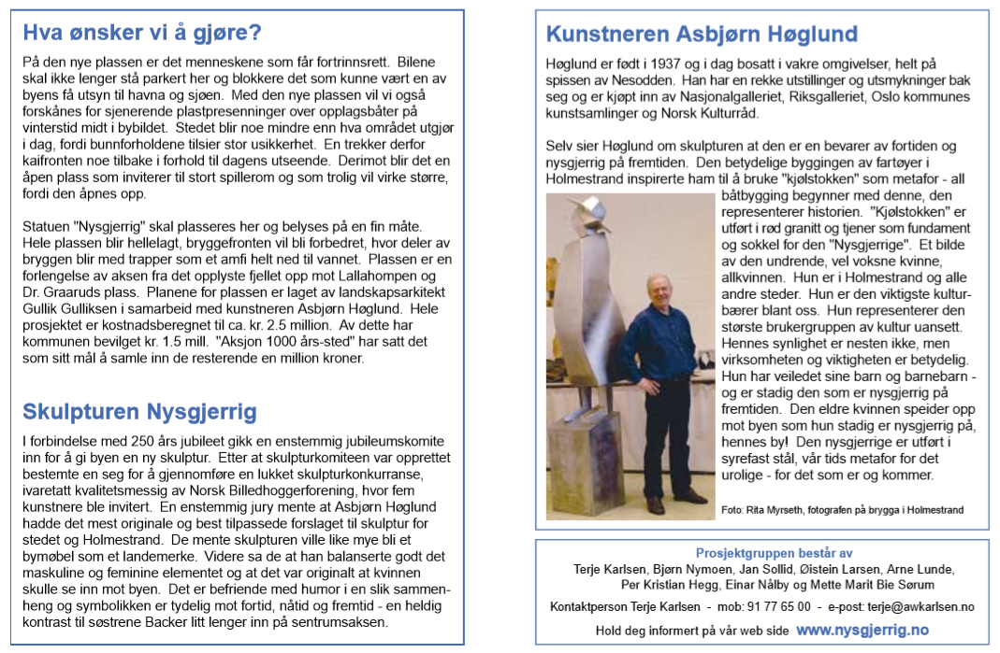 Hva ønsker vi å gjøre?
På den nye plassen er det menneskene som får fortrinnsrett. Bilene
skal ikke lenger stå parkert her og blokkere det som kunne vært en av
byens få utsyn til havna og sjøen. Med den nye plassen vil vi også
forskånes for sjenerende plastpresenninger over opplagsbåter på
vinterstid midt i bybildet. Stedet blir noe mindre enn hva området utgjør
i dag, fordi bunnforholdene tilsier stor usikkerhet. En trekker derfor
kaifronten noe tilbake i forhold til dagens utseende. Derimot blir det en
åpen plass som inviterer til stort spillerom og som trolig vil virke større,
fordi den åpnes opp.
Statuen "Nysgjerrig" skal plasseres her og belyses på en fin måte.
Hele plassen blir hellelagt, bryggefronten vil bli forbedret, hvor deler av
bryggen blir med trapper som et amfi helt ned til vannet. Plassen er en
forlengelse av aksen fra det opplyste fjellet opp mot Lallahompen og
Dr. Graaruds plass. Planene for plassen er laget av landskapsarkitekt
Gullik Gulliksen i samarbeid med kunstneren Asbjørn Høglund. Hele
prosjektet er kostnadsberegnet til ca. kr. 2.5 million. Av dette har
kommunen bevilget kr. 1.5 mill. "Aksjon 1000 års-sted" har satt det
som sitt mål å samle inn de resterende en million kroner.
Skulpturen Nysgjerrig
I forbindelse med 250 års jubileet gikk en enstemmig jubileumskomite
inn for å gi byen en ny skulptur. Etter at skulpturkomiteen var opprettet
bestemte en seg for å gjennomføre en lukket skulpturkonkurranse,
ivaretatt kvalitetsmessig av Norsk Billedhoggerforening, hvor fem
kunstnere ble invitert. En enstemmig jury mente at Asbjørn Høglund
hadde det mest originale og best tilpassede forslaget til skulptur for
stedet og Holmestrand. De mente skulpturen ville like mye bli et
bymøbel som et landemerke. Videre sa de at han balanserte godt det
maskuline og feminine elementet og at det var originalt at kvinnen
skulle se inn mot byen. Det er befriende med humor i en slik sammen-
heng og symbolikken er tydelig mot fortid, nåtid og fremtid - en heldig
kontrast til søstrene Backer litt lenger inn på sentrumsaksen.
Kunstneren Asbjørn Høglund
Høglund er født i 1937 og i dag bosatt i vakre omgivelser, helt på
spissen av Nesodden. Han har en rekke utstillinger og utsmykninger bak
seg og er kjøpt inn av Nasjonalgalleriet, Riksgalleriet, Oslo kommunes
kunstsamlinger og Norsk Kulturråd.
Selv sier Høglund om skulpturen at den er en bevarer av fortiden og
nysgjerrig på fremtiden. Den betydelige byggingen av fartøyer i
Holmestrand inspirerte ham til å bruke "kjølstokken" som metafor - all
båtbygging begynner med denne, den
representerer historien. "Kjølstokken" er
utført i rød granitt og tjener som fundament
og sokkel for den "Nysgjerrige". Et bilde
av den undrende, vel voksne kvinne,
allkvinnen. Hun er i Holmestrand og alle
andre steder. Hun er den viktigste kultur-
bærer blant oss. Hun representerer den
største brukergruppen av kultur uansett.
Hennes synlighet er nesten ikke, men
virksomheten og viktigheten er betydelig.
Hun har veiledet sine barn og barnebarn -
og er stadig den som er nysgjerrig på
fremtiden. Den eldre kvinnen speider opp
mot byen som hun stadig er nysgjerrig på,
hennes by! Den nysgjerrige er utført i
syrefast stål, vår tids metafor for det
urolige - for det som er og kommer.
Foto: Rita Myrseth, fotografen på brygga i Holmestrand
Prosjektgruppen består av
Terje Karlsen, Bjørn Nymoen, Jan Sollid, Øistein Larsen, Arne Lunde,
Per Kristian Hegg, Einar Nålby og Mette Marit Bie Sørum
Kontaktperson Terje Karlsen - mob: 91 77 65 00 - e-post: terje@awkarlsen.no
Hold deg informert på vår web side www.nysgjerrig.no